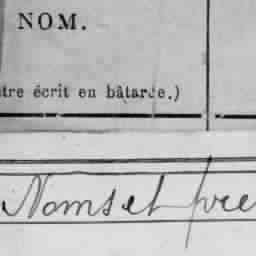 NOM.
tre écrit en bâtarde.)
Noms et pre